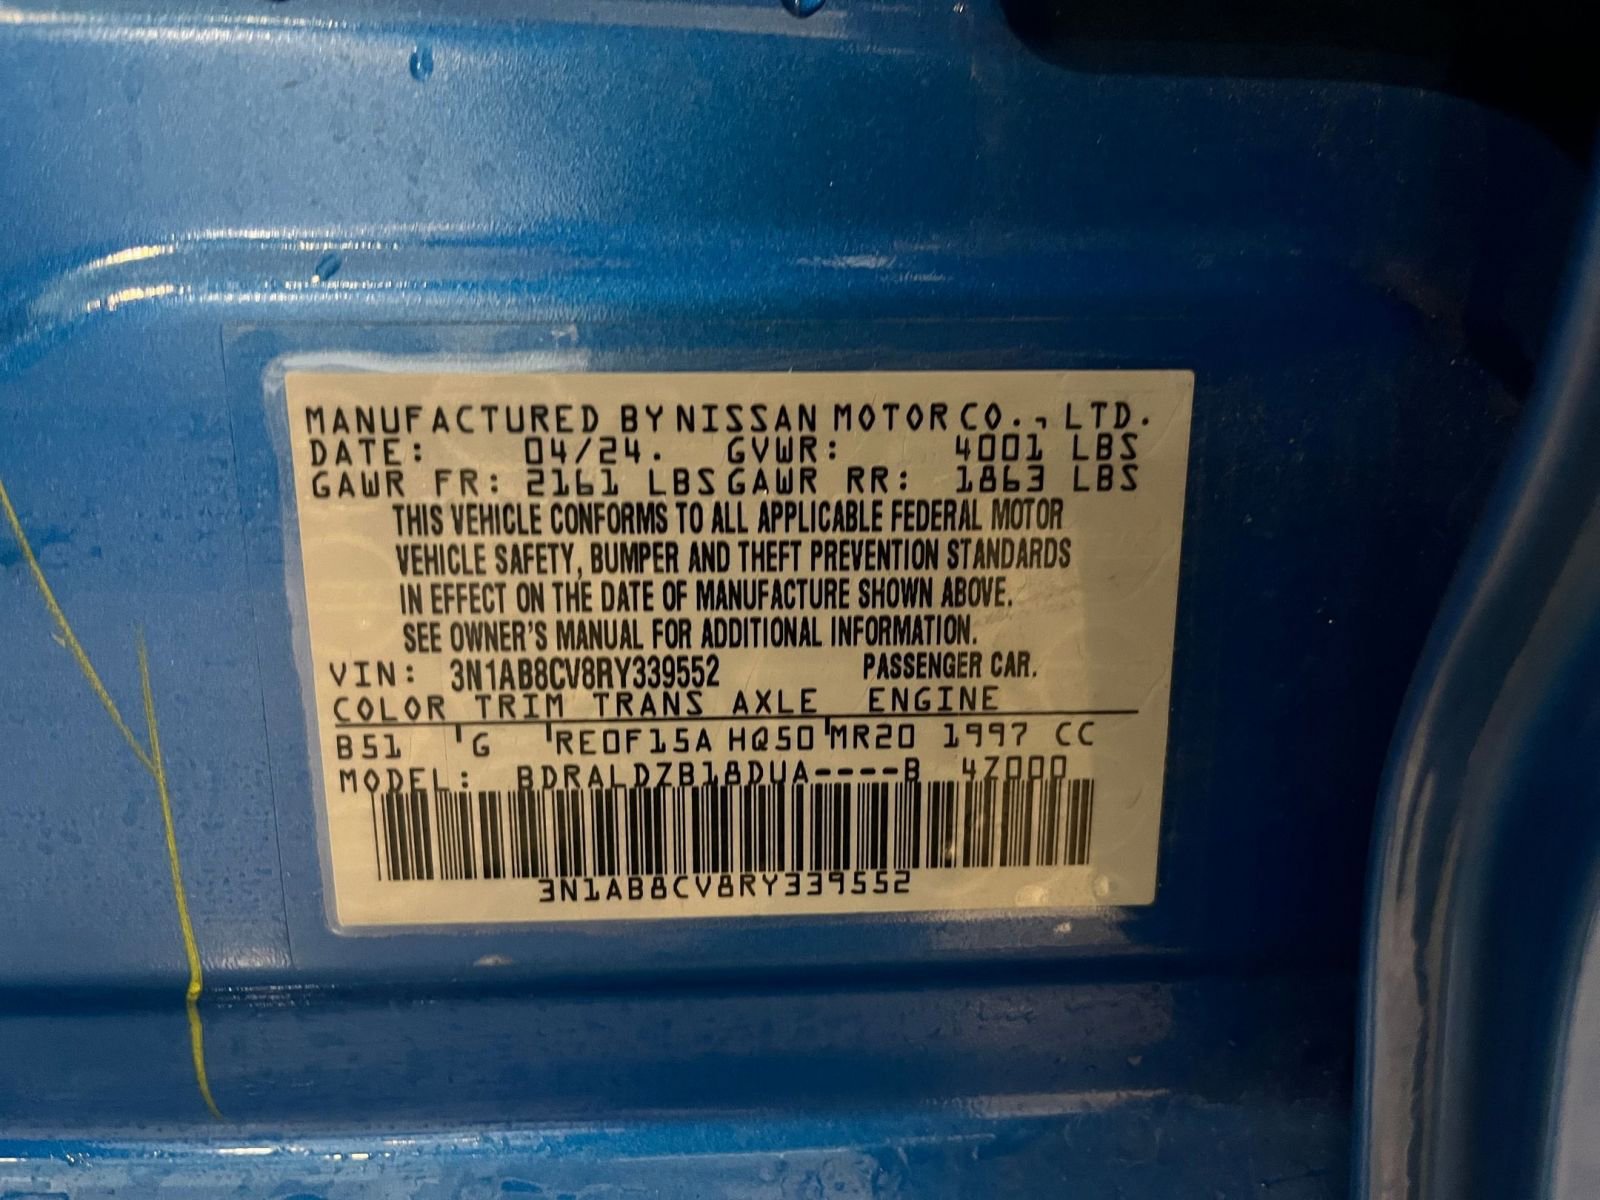 MANUFACTURED BY NISSAN MOTOR CO., LTD.
DATE: 04/24. GVWR: 4001 LBS
GAWR FR: 2161 LBS GAWR RR: 1863 LBS
THIS VEHICLE CONFORMS TO ALL APPLICABLE FEDERAL MOTOR
VEHICLE SAFETY, BUMPER AND THEFT PREVENTION STANDARDS
IN EFFECT ON THE DATE OF MANUFACTURE SHOWN ABOVE.
SEE OWNER'S MANUAL FOR ADDITIONAL INFORMATION.
VIN: 3N1AB8CV8RY339552 PASSENGER CAR.
COLOR TRIM TRANS AXLE ENGINE
B51 G RE0F15A HQ50 MR20 1997 CC
MODEL: BDRALDZB18DUA----B 4Z000
3N1AB8CV8RY339552